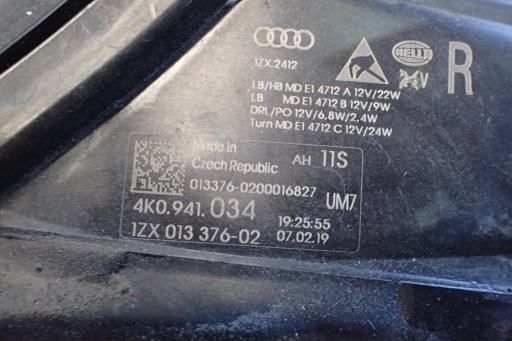 HELLA
1ZX.2412
24V
R
LB/HB MD E1 4712 A 12V/22W
LB MD E1 4712 B 12V/9W
DRL/PO 12V/6,8W/2,4W
Turn MD E1 4712 C 12V/24W
Made in
Czech Republic
AH 11S
013376-0200016827
UM7
4K0.941.034
19:25:55
1ZX 013 376-02
07.02.19